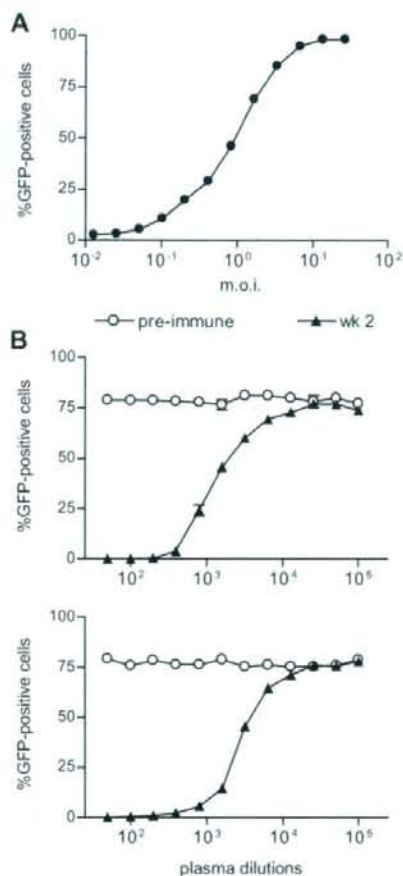 A
100
75
50
25
0
%GFP-positive cells
10-2 10-1 100 101 102
m.o.i.
pre-immune wk 2
B
100
75
50
25
0
%GFP-positive cells
102 103 104 105
100
75
50
25
0
%GFP-positive cells
102 103 104 105
plasma dilutions